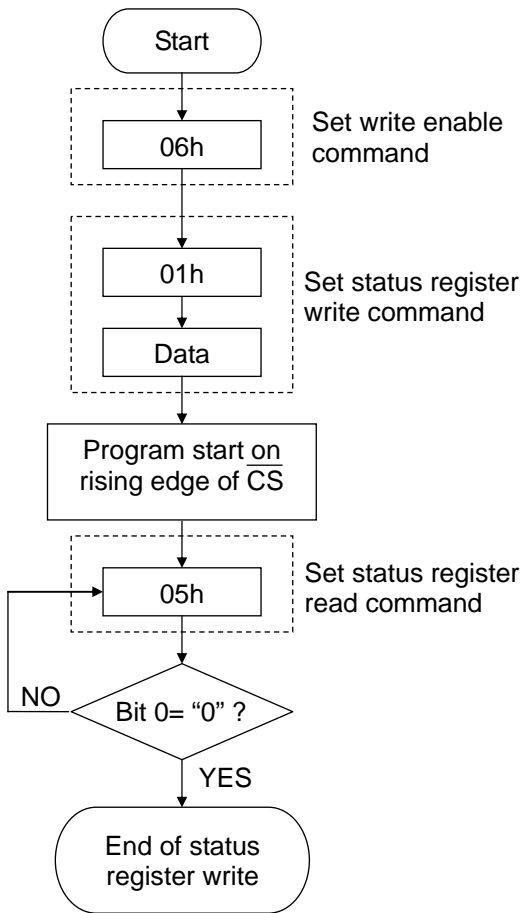 Start
06h
Set write enable
command
01h
Set status register
write command
Data
Program start on
rising edge of C̅S̅
05h
Set status register
read command
NO
Bit 0= “0” ?
YES
End of status
register write